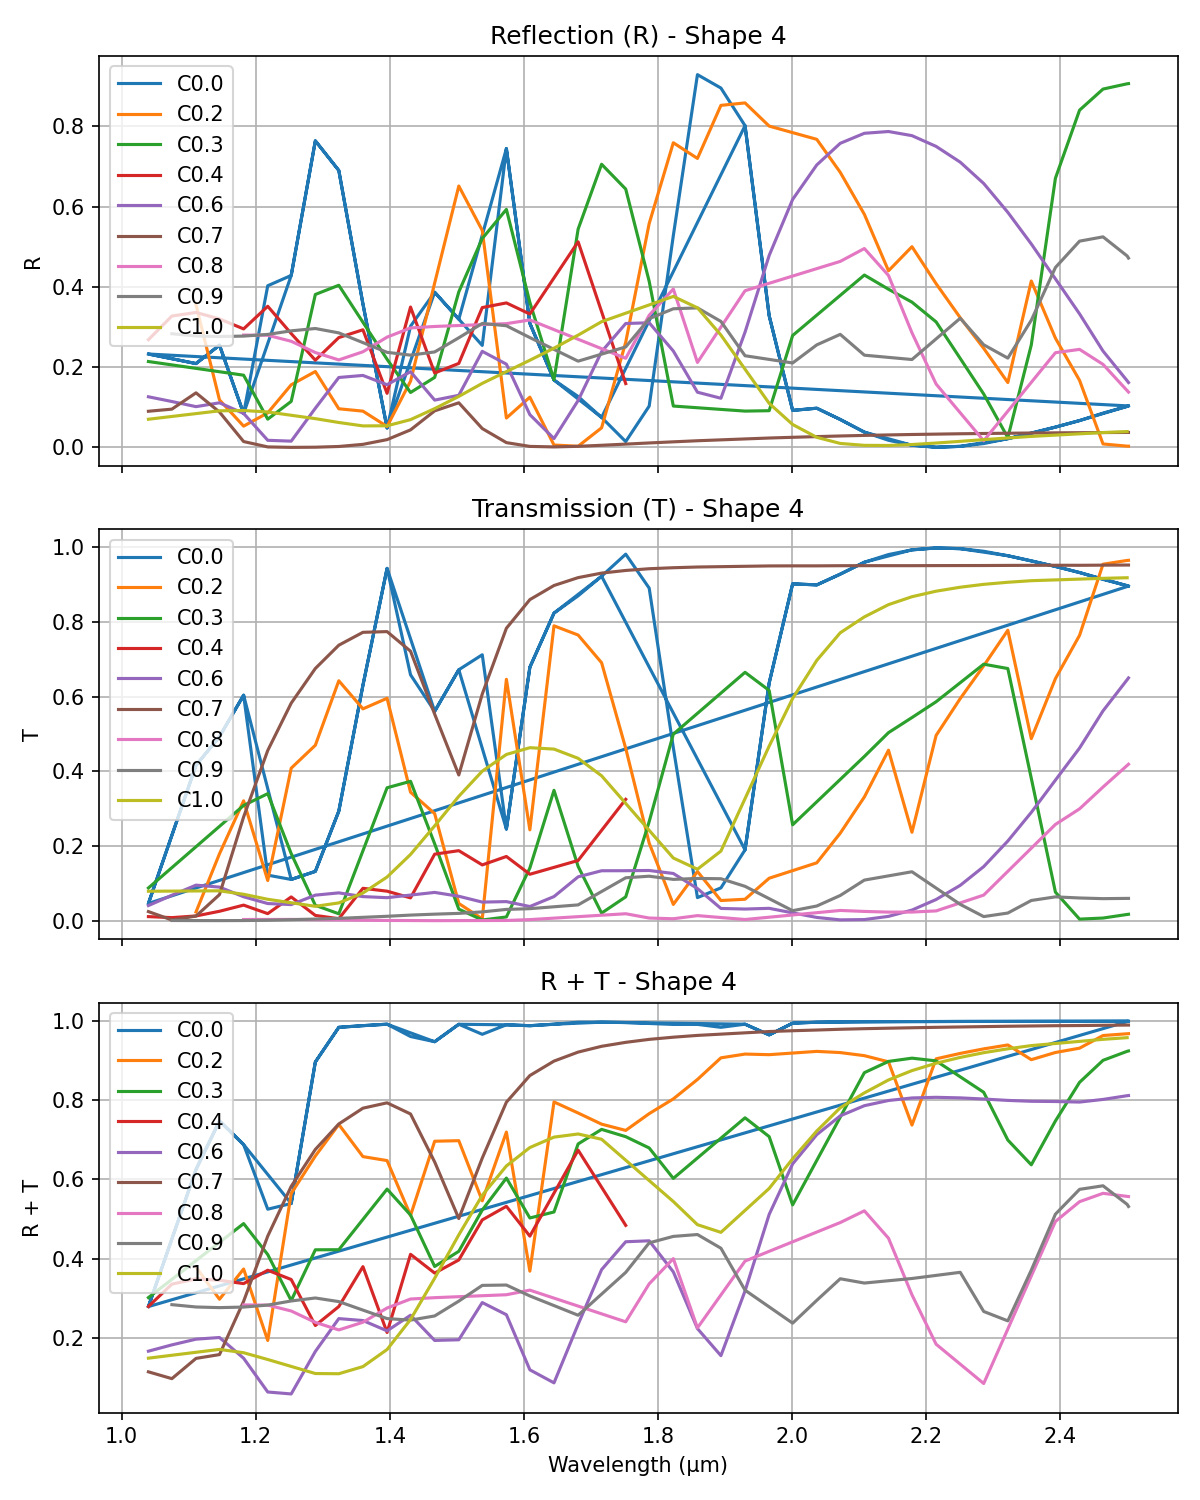 Reflection (R) - Shape 4
C0.0
C0.2
C0.3
C0.4
C0.6
C0.7
C0.8
C0.9
C1.0
0.8
0.6
0.4
0.2
0.0
R
Transmission (T) - Shape 4
C0.0
C0.2
C0.3
C0.4
C0.6
C0.7
C0.8
C0.9
C1.0
1.0
0.8
0.6
0.4
0.2
0.0
T
R + T - Shape 4
C0.0
C0.2
C0.3
C0.4
C0.6
C0.7
C0.8
C0.9
C1.0
1.0
0.8
0.6
0.4
0.2
R + T
1.0 1.2 1.4 1.6 1.8 2.0 2.2 2.4
Wavelength (μm)